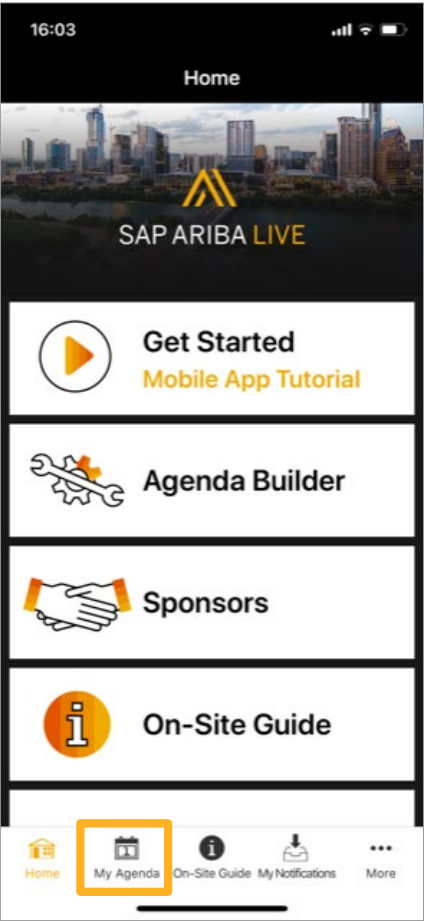 16:03
Home
SAP ARIBA LIVE
Get Started
Mobile App Tutorial
Agenda Builder
Sponsors
i
On-Site Guide
1
i
Home
My Agenda
On-Site Guide
My Notifications
More